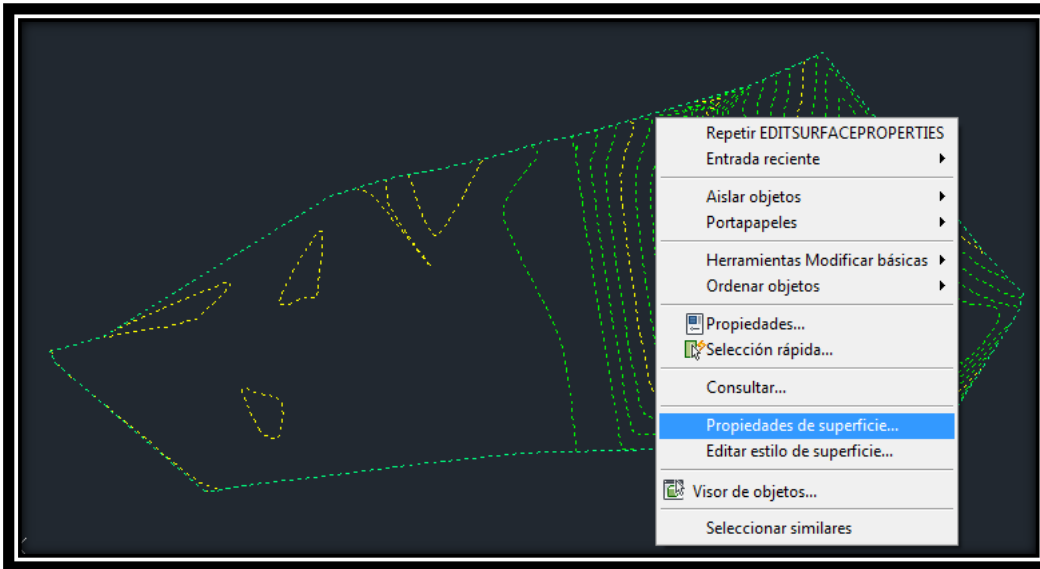 Repetir EDITSURFACEPROPERTIES
Entrada reciente
Aislar objetos
Portapapeles
Herramientas Modificar básicas
Ordenar objetos
Propiedades...
Selección rápida...
Consultar...
Propiedades de superficie...
Editar estilo de superficie...
Visor de objetos...
Seleccionar similares